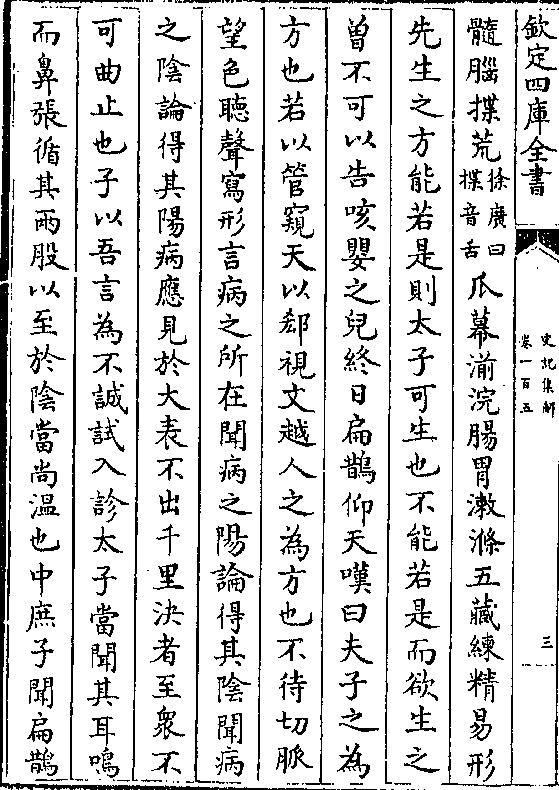 欽定四庫全書
史記集解
卷一百五
三
髓腦揲荒徐廣曰揲音舌爪幕湔浣腸胃漱滌五藏練精易形
先生之方能若是則太子可生也不能若是而欲生之
曽不可以告咳嬰之兒終日扁鵲仰天嘆曰夫子之為
方也若以管窺天以郄視文越人之為方也不待切脈
望色聽聲寫形言病之所在聞病之陽論得其陰聞病
之陰論得其陽病應見於大表不出千里決者至衆不
可曲止也子以吾言為不誠試入診太子當聞其耳鳴
而鼻張循其兩股以至於陰當尚溫也中庶子聞扁鵲